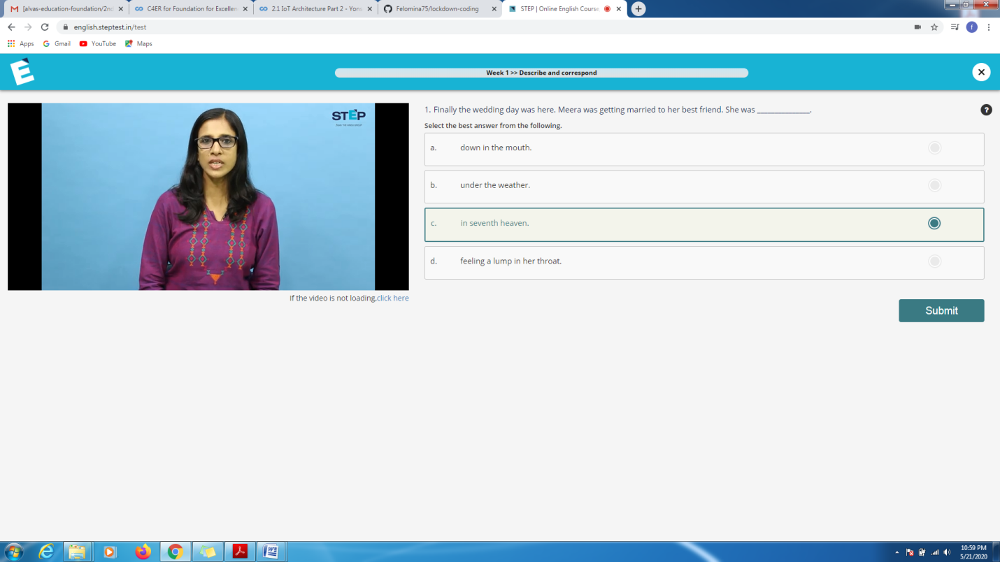 [alvas-education-foundation/2nd
C4ER for Foundation for Excellen
2.1 IoT Architecture Part 2 - Yons
Felomina75/lockdown-coding
STEP | Online English Course
english.steptest.in/test
f
Apps
Gmail
YouTube
Maps
Week 1 >> Describe and correspond
STEP
1. Finally the wedding day was here. Meera was getting married to her best friend. She was _______________.
?
Select the best answer from the following.
a. down in the mouth.
b. under the weather.
c. in seventh heaven.
d. feeling a lump in her throat.
If the video is not loading,click here
Submit
10:59 PM
5/21/2020